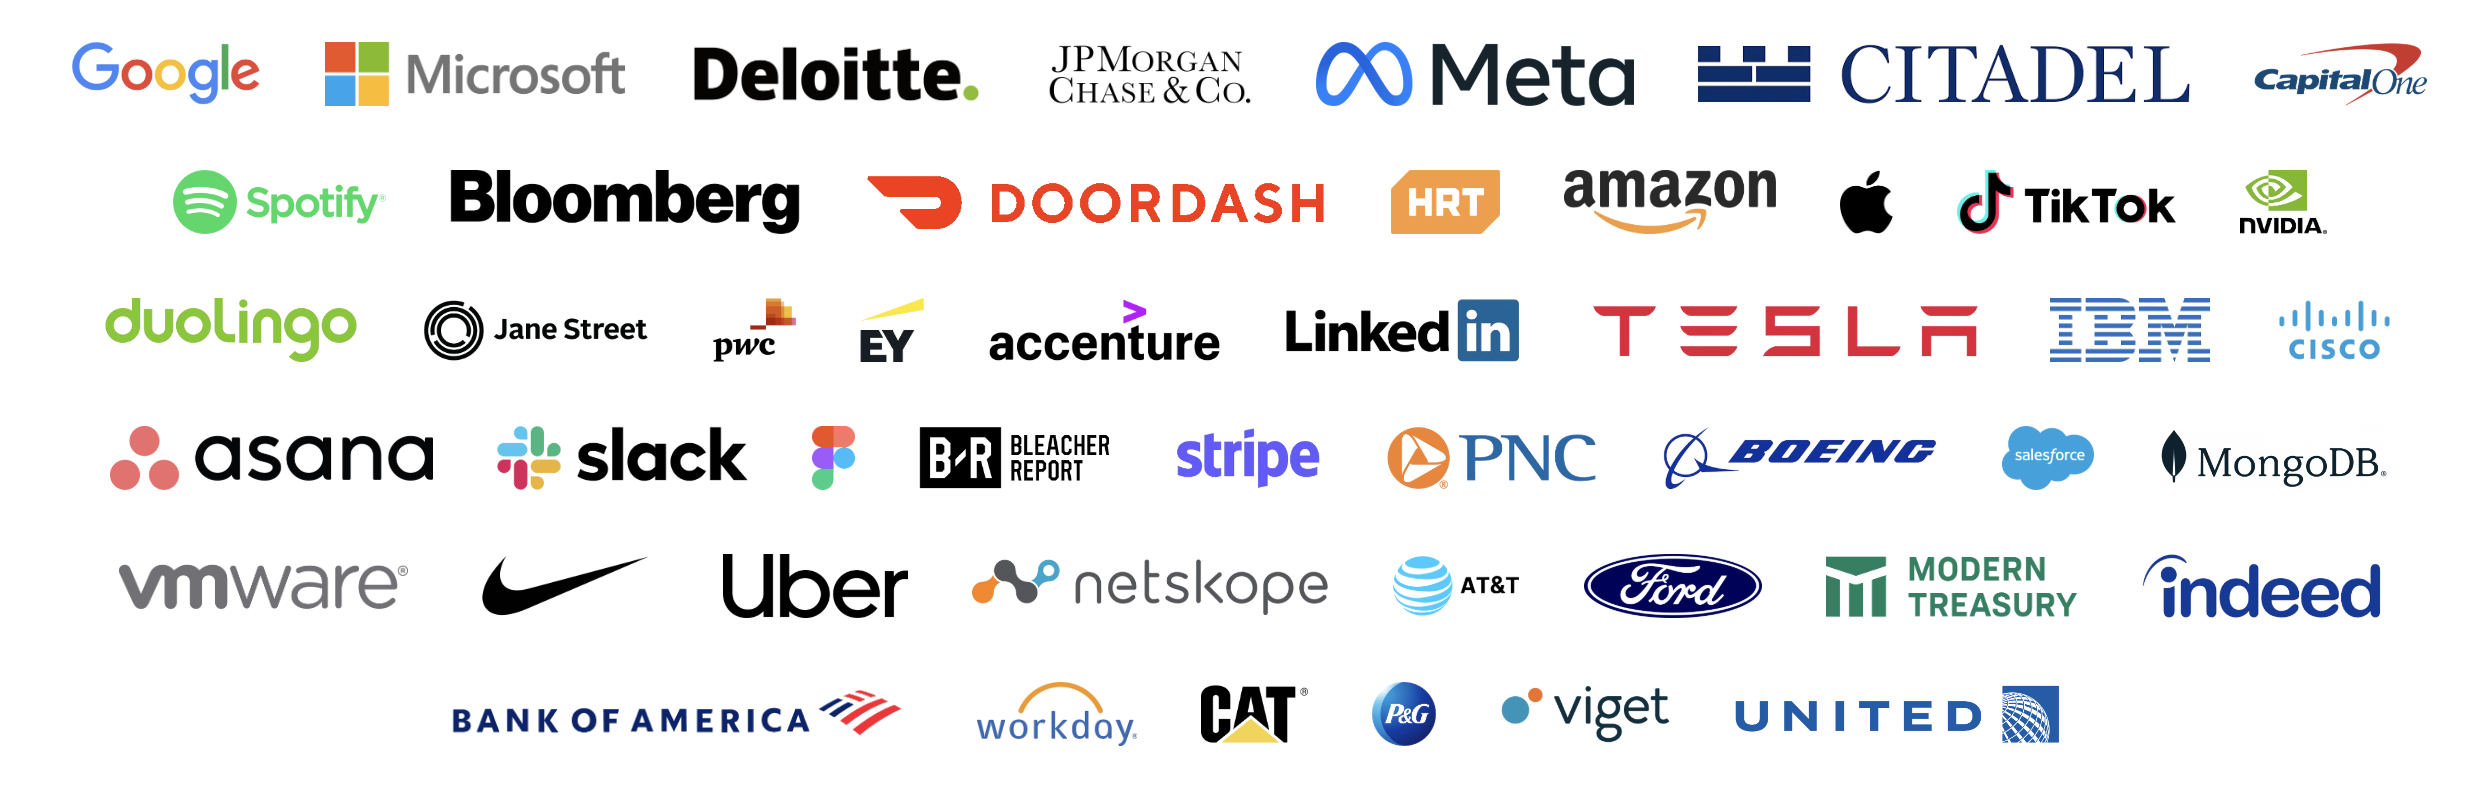 Google Microsoft Deloitte. JPMORGAN CHASE & CO. Meta CITADEL CapitalOne
Spotify® Bloomberg DOORDASH HRT amazon TikTok NVIDIA.
duolingo Jane Street pwc EY accenture Linked in TESLA IBM CISCO
asana slack B/R BLEACHER REPORT stripe ® PNC BOEING salesforce MongoDB®
vmware® Uber netskope AT&T Ford MODERN TREASURY indeed
BANK OF AMERICA workday® CAT® P&G viget UNITED